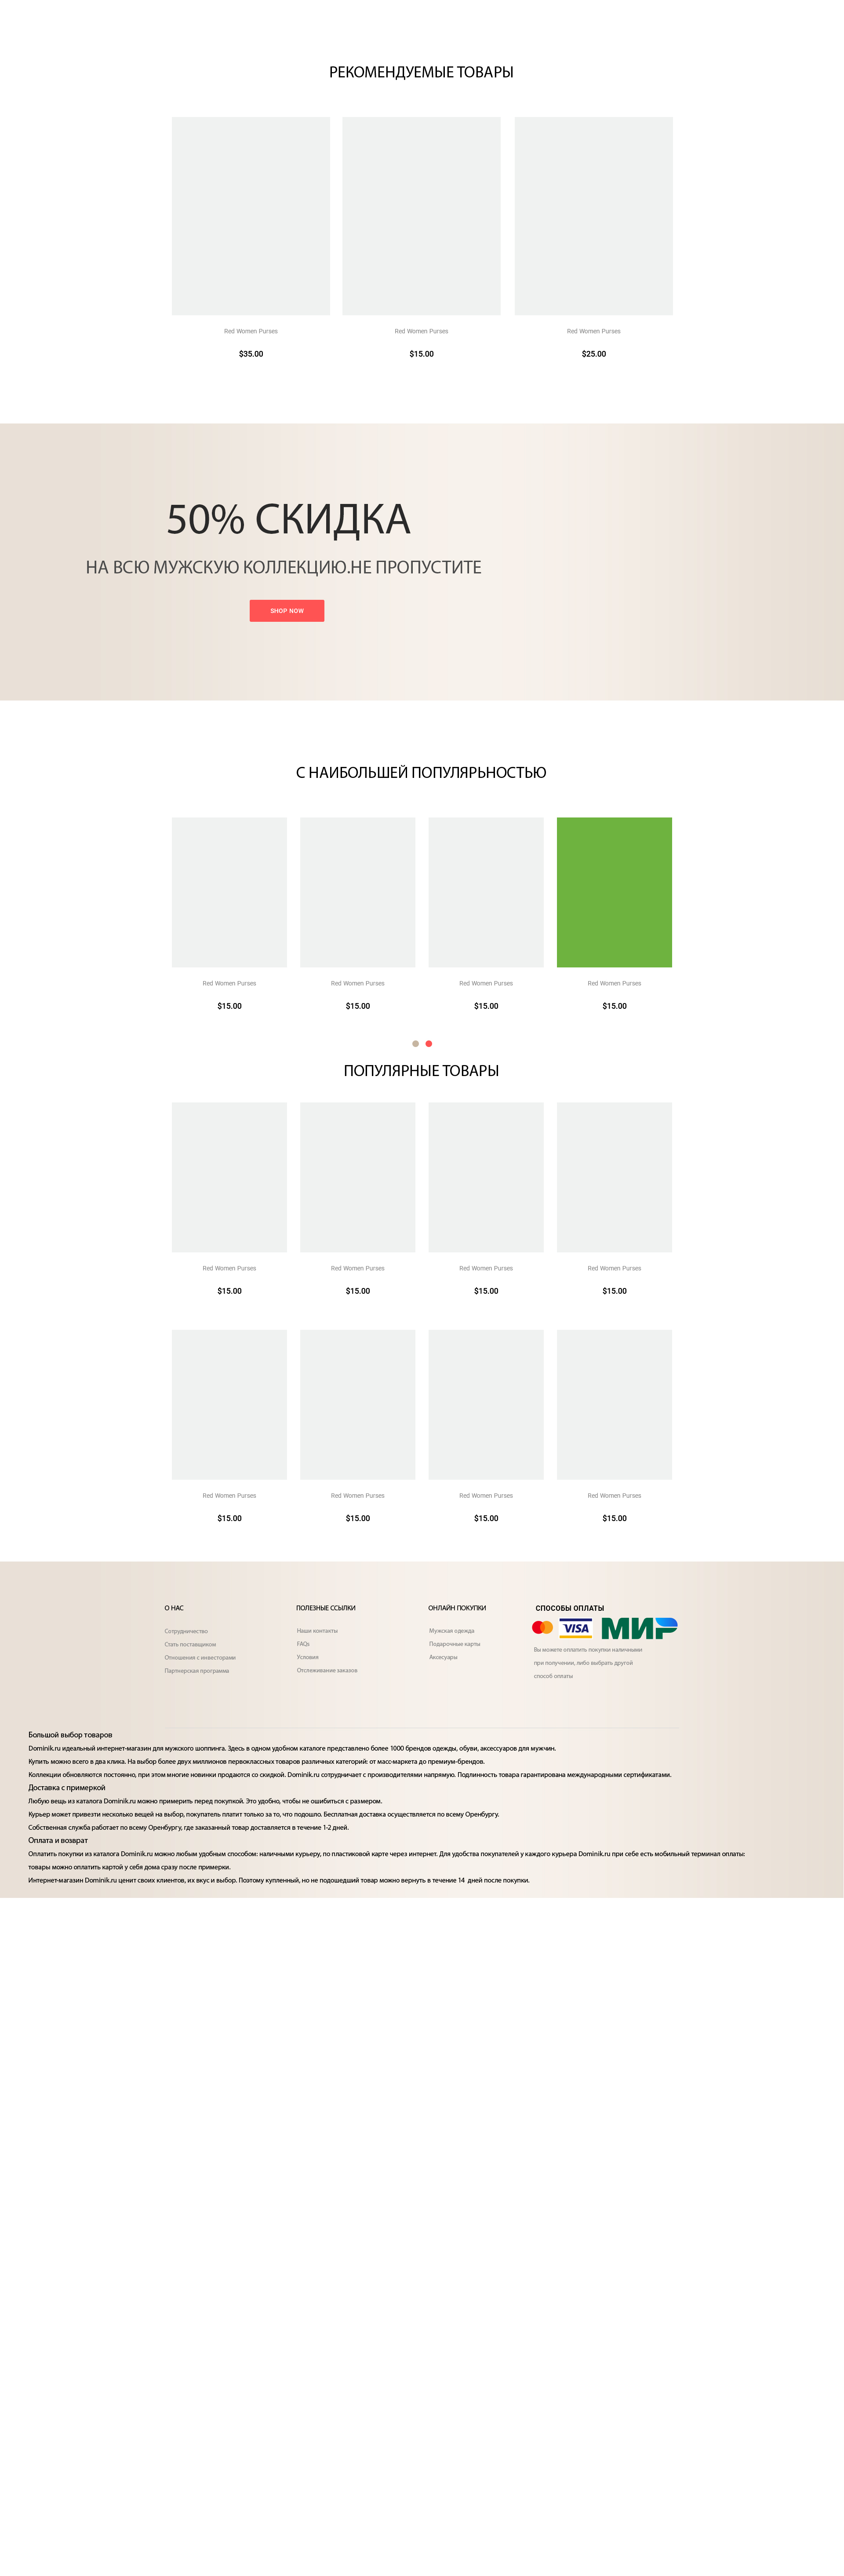 РЕКОМЕНДУЕМЫЕ ТОВАРЫ
Red Women Purses
Red Women Purses
Red Women Purses
$35.00
$15.00
$25.00
50% СКИДКА
НА ВСЮ МУЖСКУЮ КОЛЛЕКЦИЮ.НЕ ПРОПУСТИТЕ
SHOP NOW
С НАИБОЛЬШЕЙ ПОПУЛЯРЬНОСТЬЮ
Red Women Purses
Red Women Purses
Red Women Purses
Red Women Purses
$15.00
$15.00
$15.00
$15.00
ПОПУЛЯРНЫЕ ТОВАРЫ
Red Women Purses
Red Women Purses
Red Women Purses
Red Women Purses
$15.00
$15.00
$15.00
$15.00
Red Women Purses
Red Women Purses
Red Women Purses
Red Women Purses
$15.00
$15.00
$15.00
$15.00
О НАС
Сотрудничество
Стать поставщиком
Отношения с инвесторами
Партнерская программа
ПОЛЕЗНЫЕ ССЫЛКИ
Наши контакты
FAQs
Условия
Отслеживание заказов
ОНЛАЙН ПОКУПКИ
Мужская одежда
Подарочные карты
Аксесуары
СПОСОБЫ ОПЛАТЫ
VISA
МИР
Вы можете оплатить покупки наличными
при получении, либо выбрать другой
способ оплаты
Большой выбор товаров
Dominik.ru идеальный интернет-магазин для мужского шоппинга. Здесь в одном удобном каталоге представлено более 1000 брендов одежды, обуви, аксессуаров для мужчин.
Купить можно всего в два клика. На выбор более двух миллионов первоклассных товаров различных категорий: от масс-маркета до премиум-брендов.
Коллекции обновляются постоянно, при этом многие новинки продаются со скидкой. Dominik.ru сотрудничает с производителями напрямую. Подлинность товара гарантирована международными сертификатами.
Доставка с примеркой
Любую вещь из каталога Dominik.ru можно примерить перед покупкой. Это удобно, чтобы не ошибиться с размером.
Курьер может привезти несколько вещей на выбор, покупатель платит только за то, что подошло. Бесплатная доставка осуществляется по всему Оренбургу.
Собственная служба работает по всему Оренбургу, где заказанный товар доставляется в течение 1-2 дней.
Оплата и возврат
Оплатить покупки из каталога Dominik.ru можно любым удобным способом: наличными курьеру, по пластиковой карте через интернет. Для удобства покупателей у каждого курьера Dominik.ru при себе есть мобильный терминал оплаты:
товары можно оплатить картой у себя дома сразу после примерки.
Интернет-магазин Dominik.ru ценит своих клиентов, их вкус и выбор. Поэтому купленный, но не подошедший товар можно вернуть в течение 14 дней после покупки.